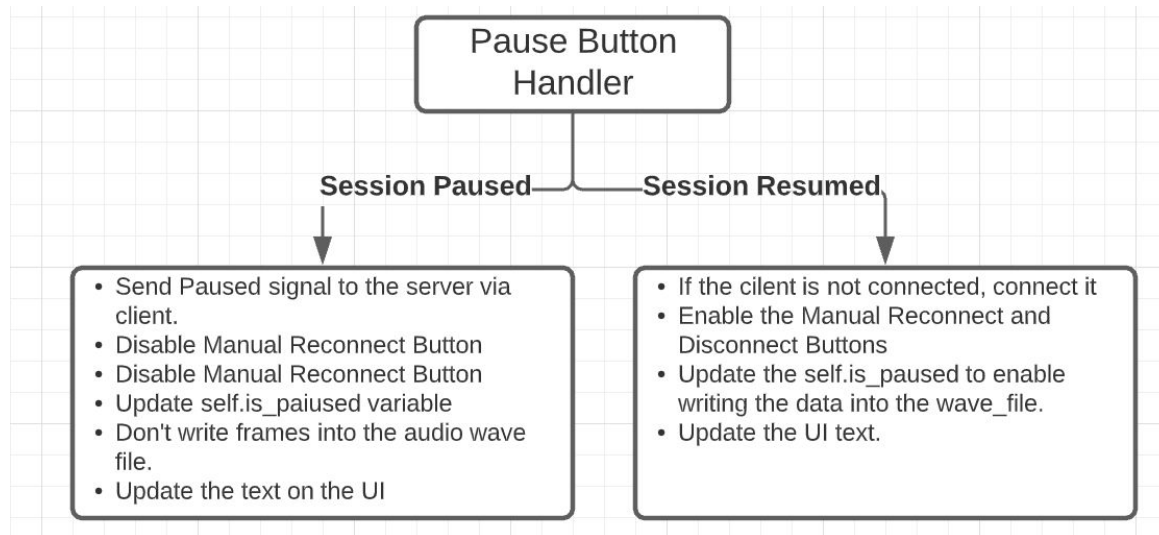 Pause Button
Handler
Session Paused
Session Resumed
• Send Paused signal to the server via
client.
• Disable Manual Reconnect Button
• Disable Manual Reconnect Button
• Update self.is_paiused variable
• Don't write frames into the audio wave
file.
• Update the text on the UI
• If the cilent is not connected, connect it
• Enable the Manual Reconnect and
Disconnect Buttons
• Update the self.is_paused to enable
writing the data into the wave_file.
• Update the UI text.